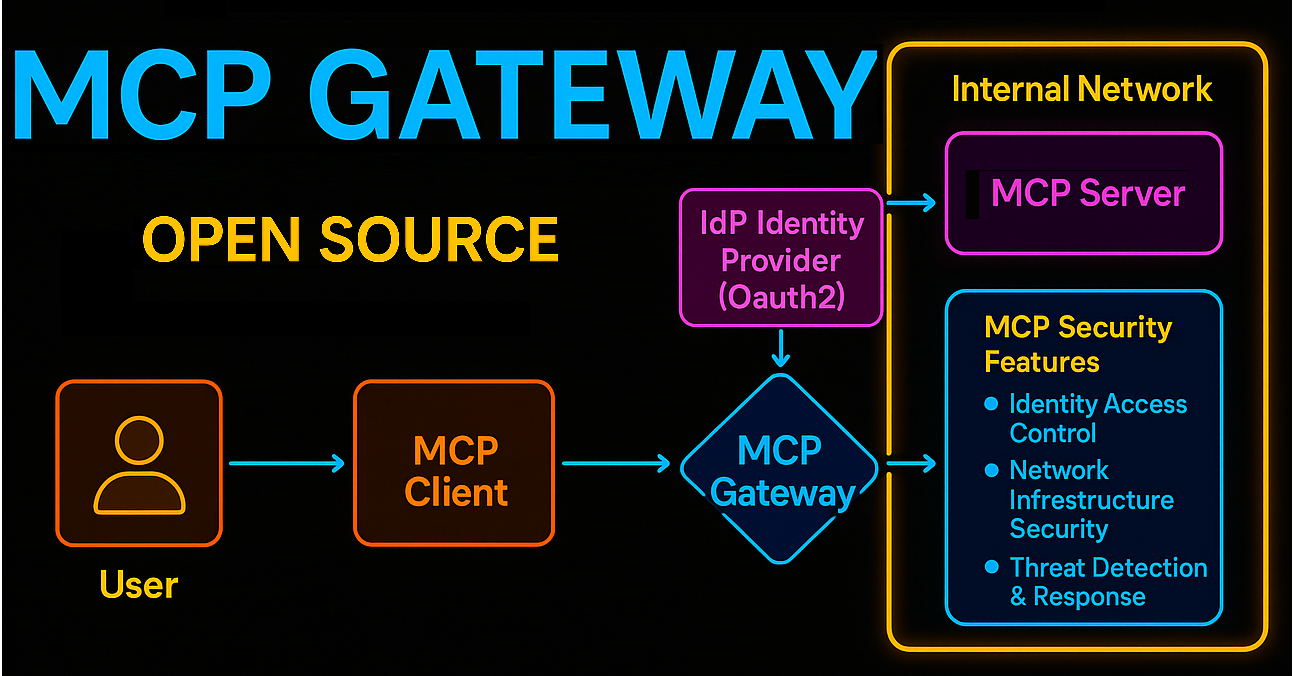 MCP GATEWAY
OPEN SOURCE
User
MCP
Client
IdP Identity
Provider
(Oauth2)
MCP
Gateway
Internal Network
MCP Server
MCP Security
Features
Identity Access
Control
Network
Infrestructure
Security
Threat Detection
& Response